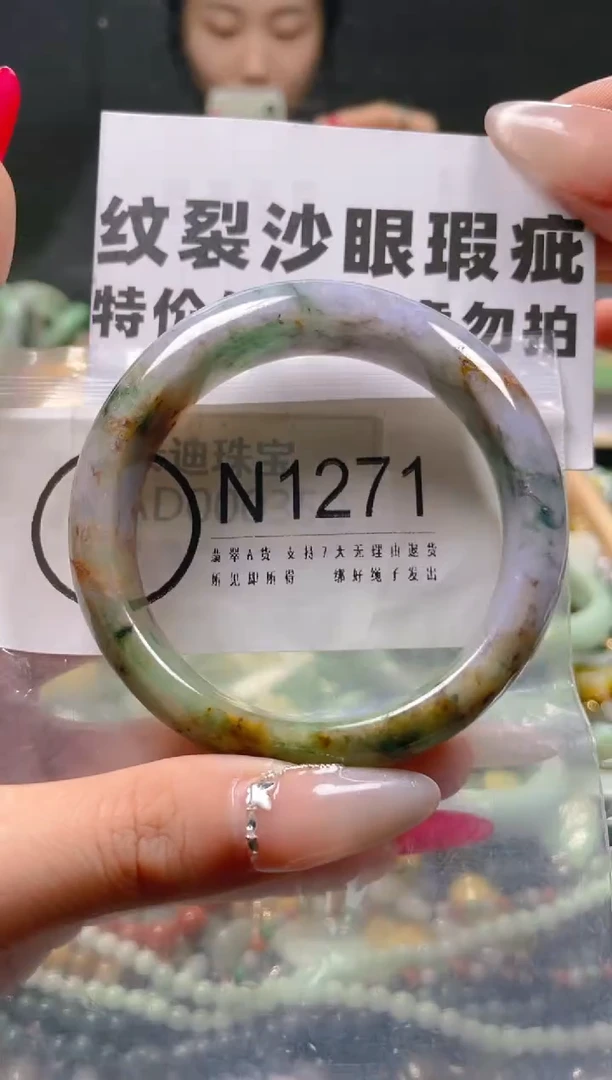 纹裂沙眼瑕疵
特价 勿拍
迪珠宝
N1271
翡翠A货 支持7天无理由退货
所见即所得 绑好绳子发出